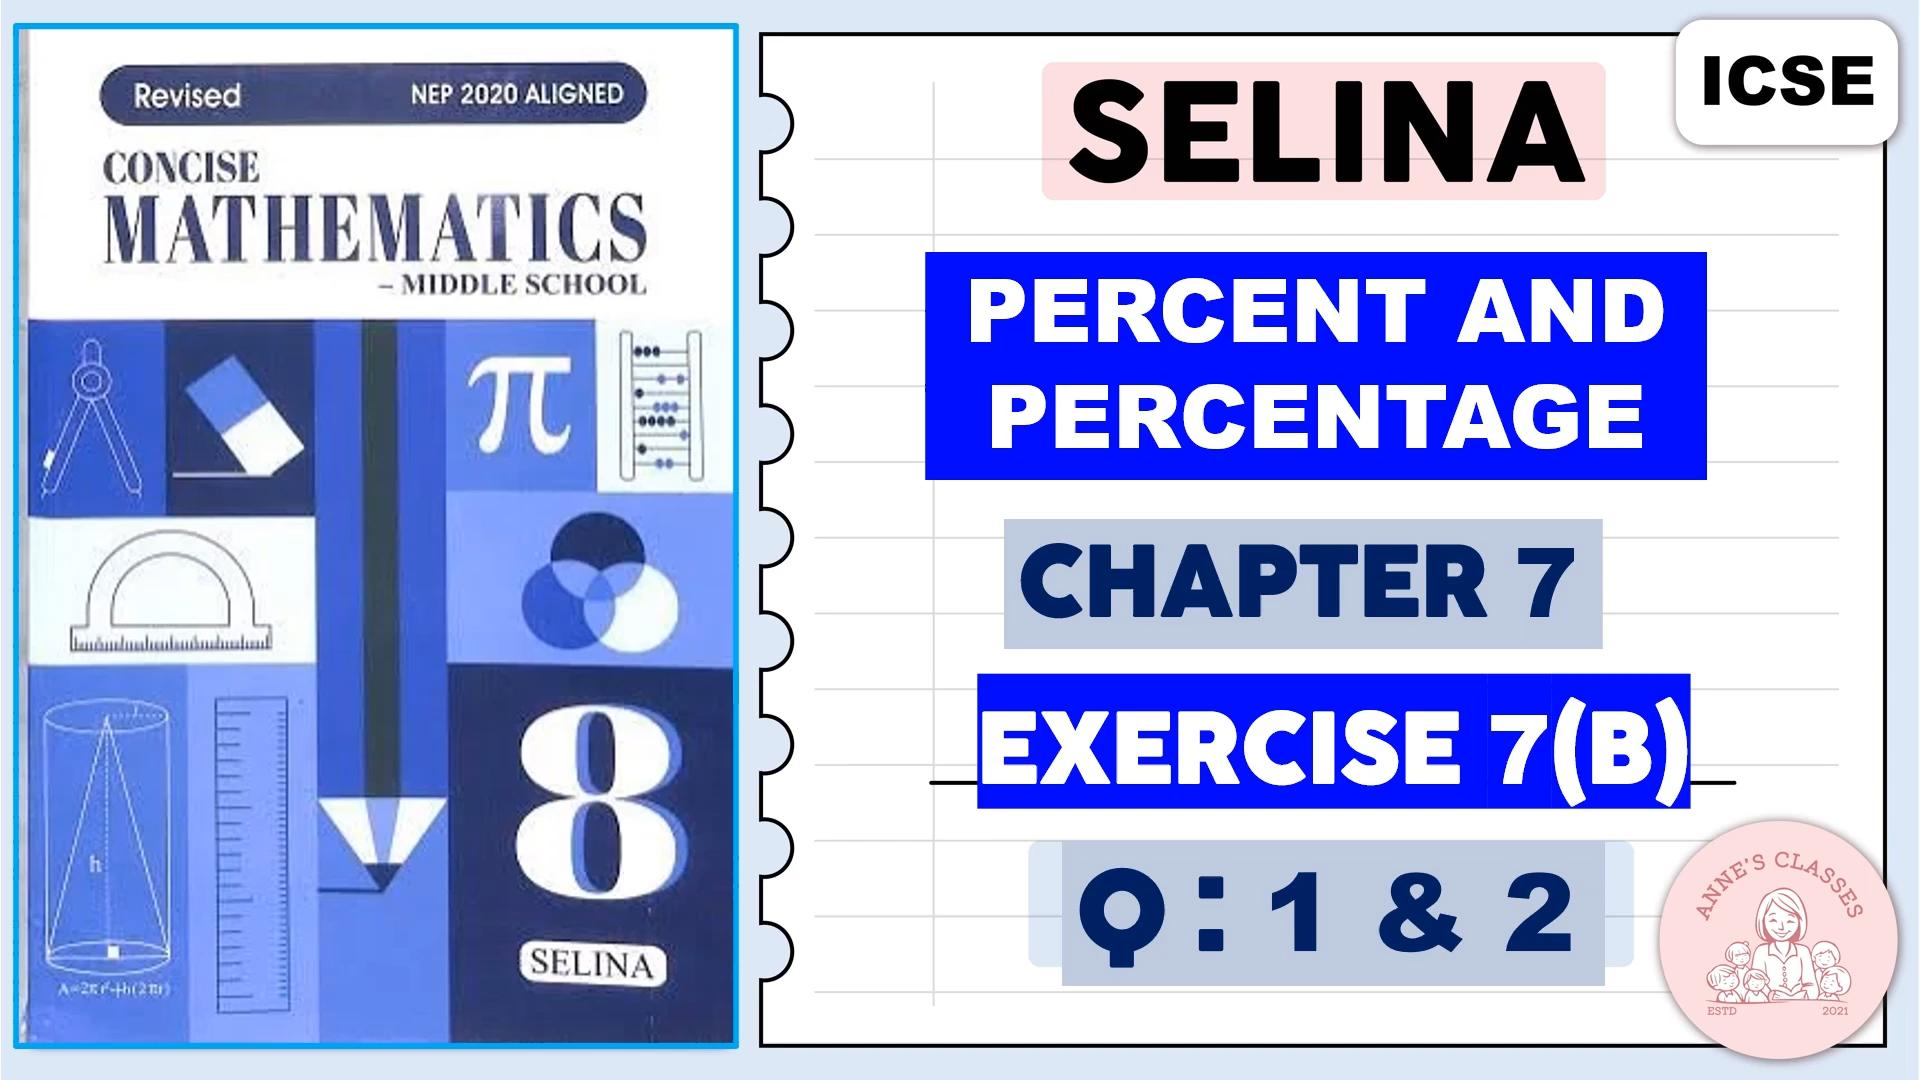 Revised NEP 2020 ALIGNED
CONCISE
MATHEMATICS
– MIDDLE SCHOOL
π
h
r
8
SELINA
ICSE
SELINA
PERCENT AND
PERCENTAGE
CHAPTER 7
EXERCISE 7(B)
Q : 1 & 2
ANNE'S CLASSES
ESTD 2021